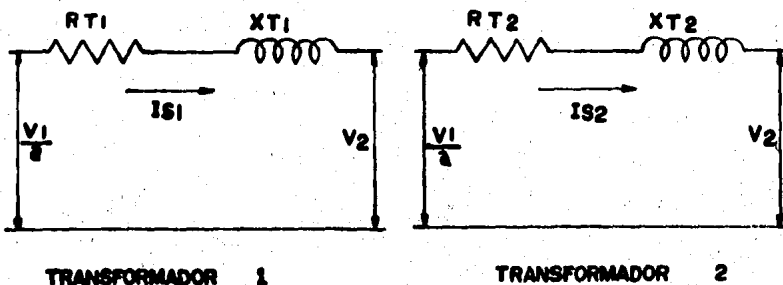 RT1 XT1 RT2 XT2
IS1 IS2
V1 V2 V1 V2
a a
TRANSFORMADOR 1 TRANSFORMADOR 2